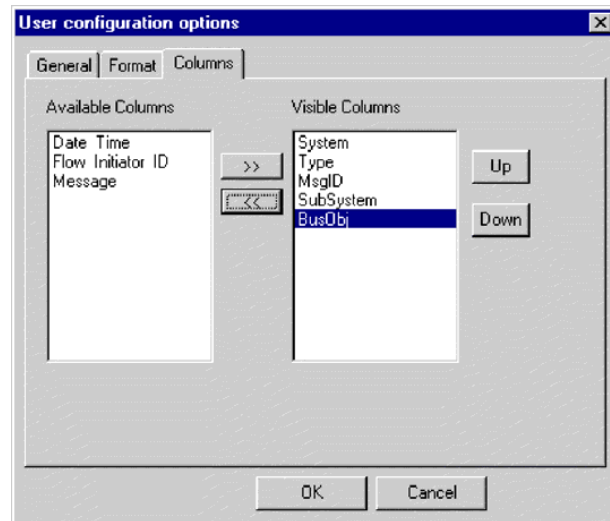 User configuration options
General Format Columns
Available Columns
Date Time
Flow Initiator ID
Message
>>
<<
Visible Columns
System
Type
MsgID
SubSystem
BusObj
Up
Down
OK Cancel